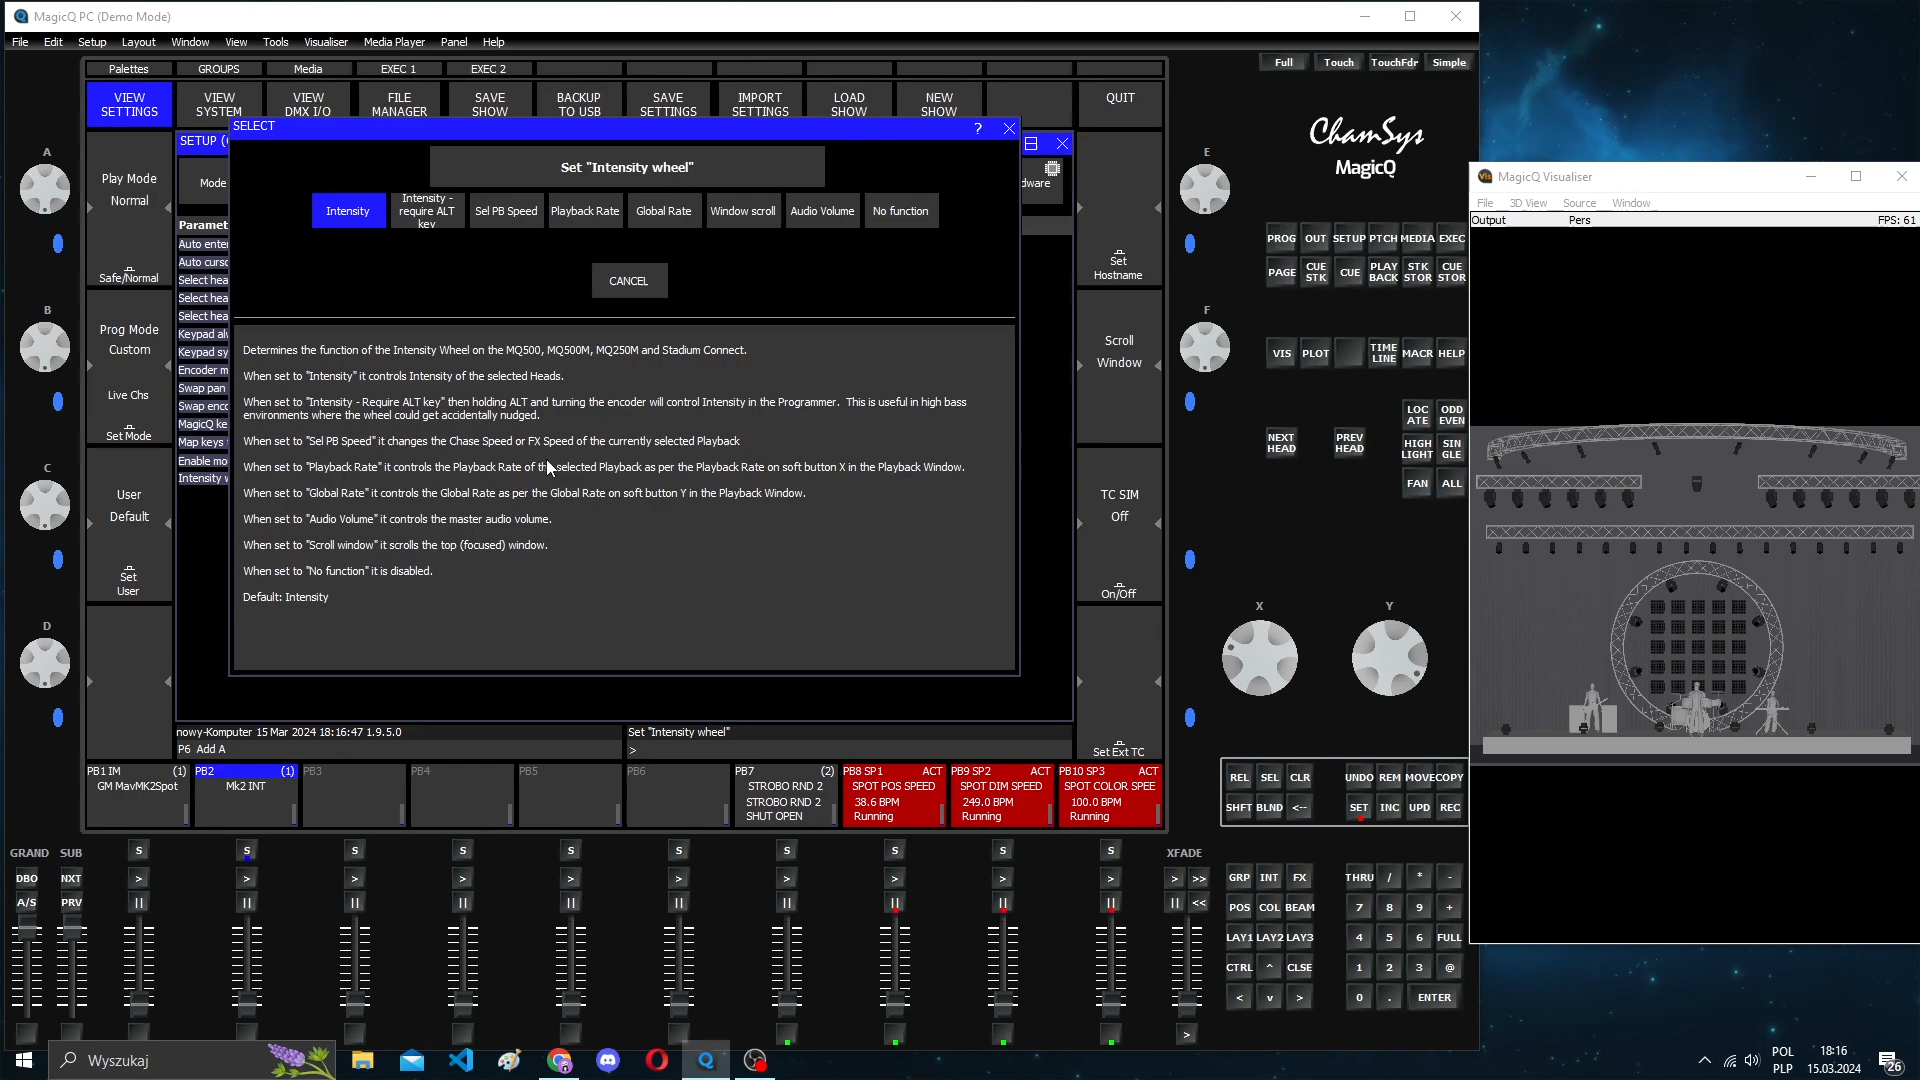 MagicQ PC (Demo Mode)
File Edit Setup Layout Window View Tools Visualiser Media Player Panel Help
Palettes GROUPS Media EXEC 1 EXEC 2
Full Touch TouchFdr Simple
VIEW SETTINGS
VIEW SYSTEM
VIEW DMX I/O
FILE MANAGER
SAVE SHOW
BACKUP TO USB
SAVE SETTINGS
IMPORT SETTINGS
LOAD SHOW
NEW SHOW
QUIT
SETUP (
SELECT ?
Set "Intensity wheel"
Mode
dware
Intensity
Intensity - require ALT key
Sel PB Speed
Playback Rate
Global Rate
Window scroll
Audio Volume
No function
CANCEL
Paramet
Auto enter
Auto curso
Select hea
Select hea
Select hea
Keypad alw
Keypad sy
Encoder m
Swap pan
Swap enco
MagicQ ke
Map keys
Enable mo
Intensity w
Determines the function of the Intensity Wheel on the MQ500, MQ500M, MQ250M and Stadium Connect.
When set to "Intensity" it controls Intensity of the selected Heads.
When set to "Intensity - Require ALT key" then holding ALT and turning the encoder will control Intensity in the Programmer. This is useful in high bass
environments where the wheel could get accidentally nudged.
When set to "Sel PB Speed" it changes the Chase Speed or FX Speed of the currently selected Playback
When set to "Playback Rate" it controls the Playback Rate of the selected Playback as per the Playback Rate on soft button X in the Playback Window.
When set to "Global Rate" it controls the Global Rate as per the Global Rate on soft button Y in the Playback Window.
When set to "Audio Volume" it controls the master audio volume.
When set to "Scroll window" it scrolls the top (focused) window.
When set to "No function" it is disabled.
Default: Intensity
A
Play Mode
Normal
Safe/Normal
B
Prog Mode
Custom
Live Chs
Set Mode
C
User
Default
Set
User
D
Set
Hostname
Scroll
Window
TC SIM
Off
On/Off
Set Ext TC
nowy-Komputer 15 Mar 2024 18:16:47 1.9.5.0
Set "Intensity wheel"
P6 Add A
>
PB1 IM (1)
GM MavMK2Spot
PB2 (1)
Mk2 INT
PB3
PB4
PB5
PB6
PB7 (2)
STROBO RND 2
STROBO RND 2
SHUT OPEN
PB8 SP1 ACT
SPOT POS SPEED
38.6 BPM
Running
PB9 SP2 ACT
SPOT DIM SPEED
249.0 BPM
Running
PB10 SP3 ACT
SPOT COLOR SPEE
100.0 BPM
Running
ChamSys
MagicQ
E
F
PROG OUT SETUP PTCH MEDIA EXEC
PAGE CUE STK CUE PLAY BACK STK STOR CUE STOR
VIS PLOT TIME LINE MACR HELP
NEXT HEAD PREV HEAD
LOC ATE ODD EVEN
HIGH LIGHT SIN GLE
FAN ALL
X Y
REL SEL CLR UNDO REM MOVE COPY
SHFT BLND <-- SET INC UPD REC
GRAND SUB S S S S S S S S S S XFADE
DBO NXT > > > > > > > > > > > >>
A/S PRV || || || || || || || || || || || <<
>
GRP INT FX THRU / * -
POS COL BEAM 7 8 9 +
LAY1 LAY2 LAY3 4 5 6 FULL
CTRL ^ CLSE 1 2 3 @
< v > 0 . ENTER
MagicQ Visualiser
File 3D View Source Window
Output Pers FPS: 61
Wyszukaj
POL
PLP
18:16
15.03.2024
26